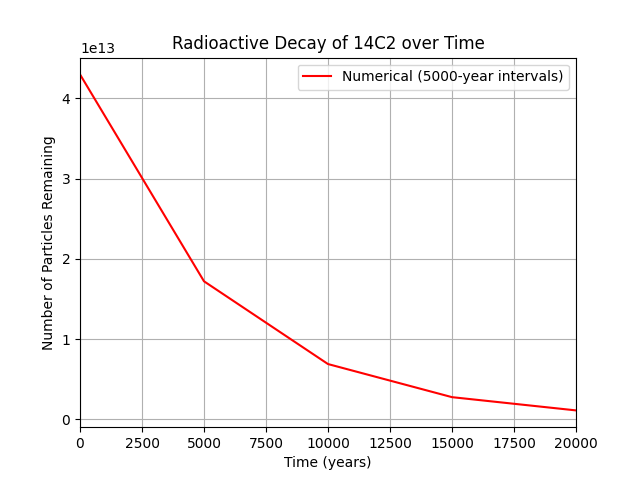 Radioactive Decay of 14C2 over Time
1e13
Numerical (5000-year intervals)
4
3
2
1
0
Number of Particles Remaining
0 2500 5000 7500 10000 12500 15000 17500 20000
Time (years)